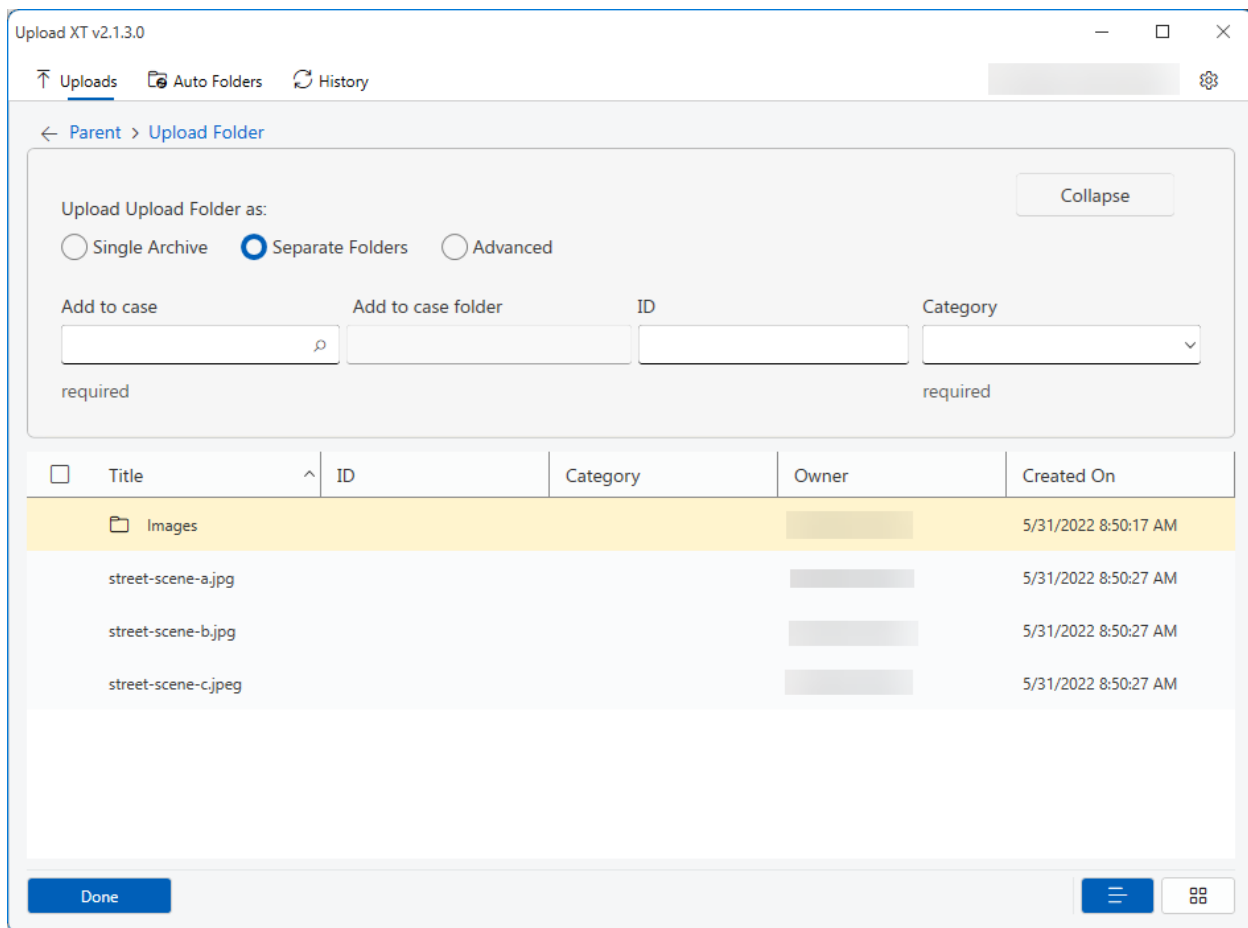 Upload XT v2.1.3.0
Uploads Auto Folders History
Parent > Upload Folder
Collapse
Upload Upload Folder as:
Single Archive Separate Folders Advanced
Add to case Add to case folder ID Category
required required
Title ID Category Owner Created On
Images 5/31/2022 8:50:17 AM
street-scene-a.jpg 5/31/2022 8:50:27 AM
street-scene-b.jpg 5/31/2022 8:50:27 AM
street-scene-c.jpeg 5/31/2022 8:50:27 AM
Done